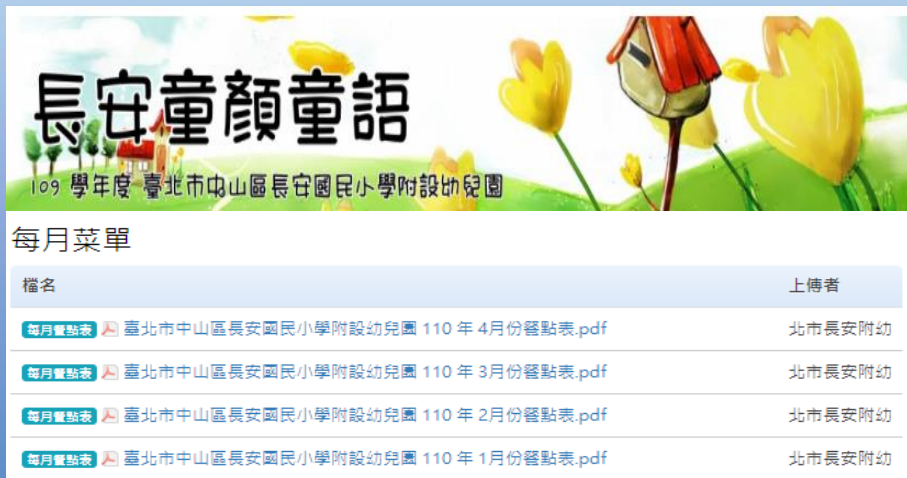 長安童顏童語
109 學年度 臺北市中山區長安國民小學附設幼兒園
每月菜單
檔名 上傳者
每月餐點表 臺北市中山區長安國民小學附設幼兒園 110 年 4月份餐點表.pdf 北市長安附幼
每月餐點表 臺北市中山區長安國民小學附設幼兒園 110 年 3月份餐點表.pdf 北市長安附幼
每月餐點表 臺北市中山區長安國民小學附設幼兒園 110 年 2月份餐點表.pdf 北市長安附幼
每月餐點表 臺北市中山區長安國民小學附設幼兒園 110 年 1月份餐點表.pdf 北市長安附幼